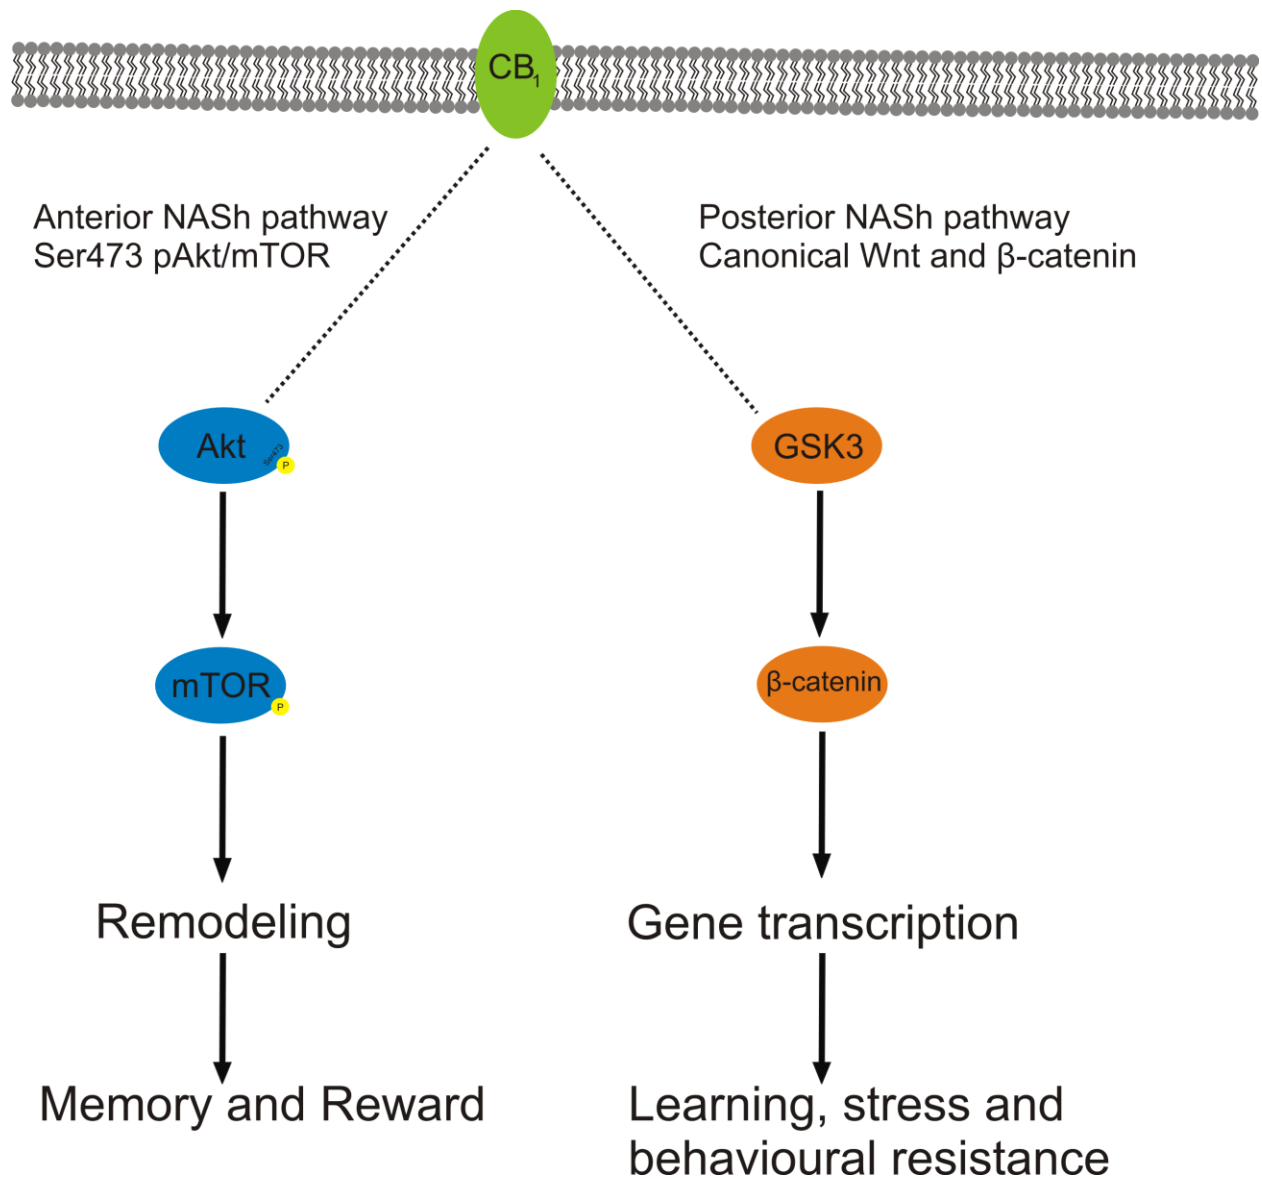 CB1
Anterior NASh pathway
Ser473 pAkt/mTOR
Posterior NASh pathway
Canonical Wnt and β-catenin
Akt
Ser473
P
GSK3
mTOR
P
β-catenin
Remodeling
Gene transcription
Memory and Reward
Learning, stress and
behavioural resistance